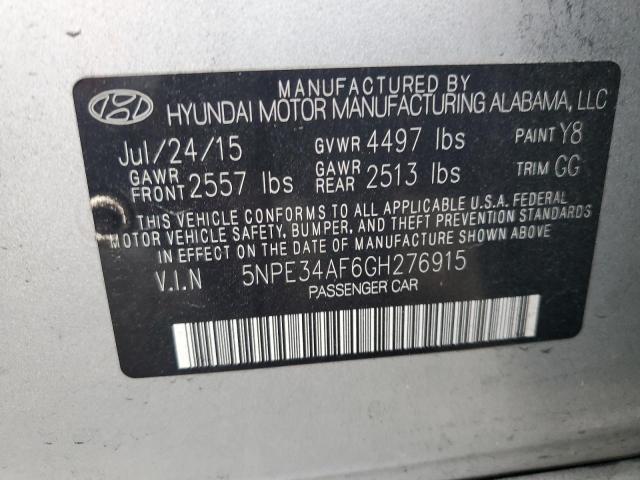 MANUFACTURED BY
HYUNDAI MOTOR MANUFACTURING ALABAMA, LLC
Jul/24/15 GVWR 4497 lbs PAINT Y8
GAWR FRONT 2557 lbs GAWR REAR 2513 lbs TRIM GG
THIS VEHICLE CONFORMS TO ALL APPLICABLE U.S.A. FEDERAL
MOTOR VEHICLE SAFETY, BUMPER, AND THEFT PREVENTION STANDARDS
IN EFFECT ON THE DATE OF MANUFACTURE SHOWN ABOVE.
V.I.N 5NPE34AF6GH276915
PASSENGER CAR